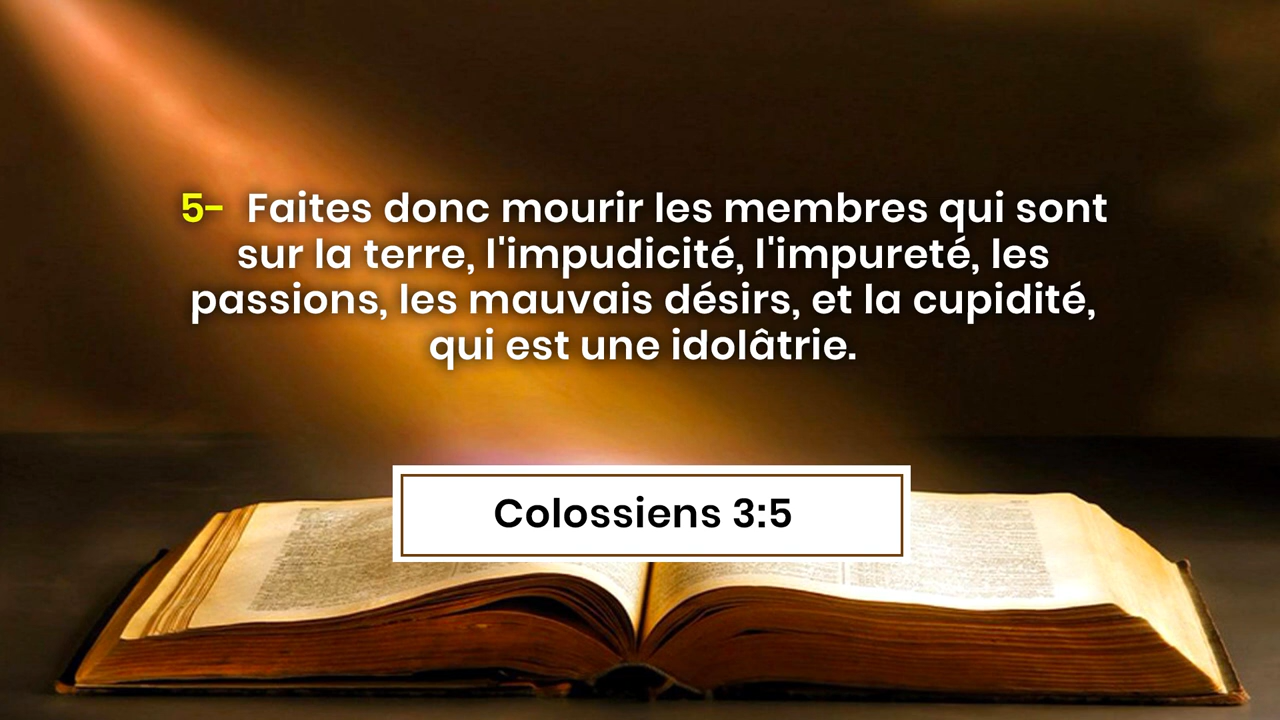 5- Faites donc mourir les membres qui sont
sur la terre, l'impudicité, l'impureté, les
passions, les mauvais désirs, et la cupidité,
qui est une idolâtrie.
Colossiens 3:5